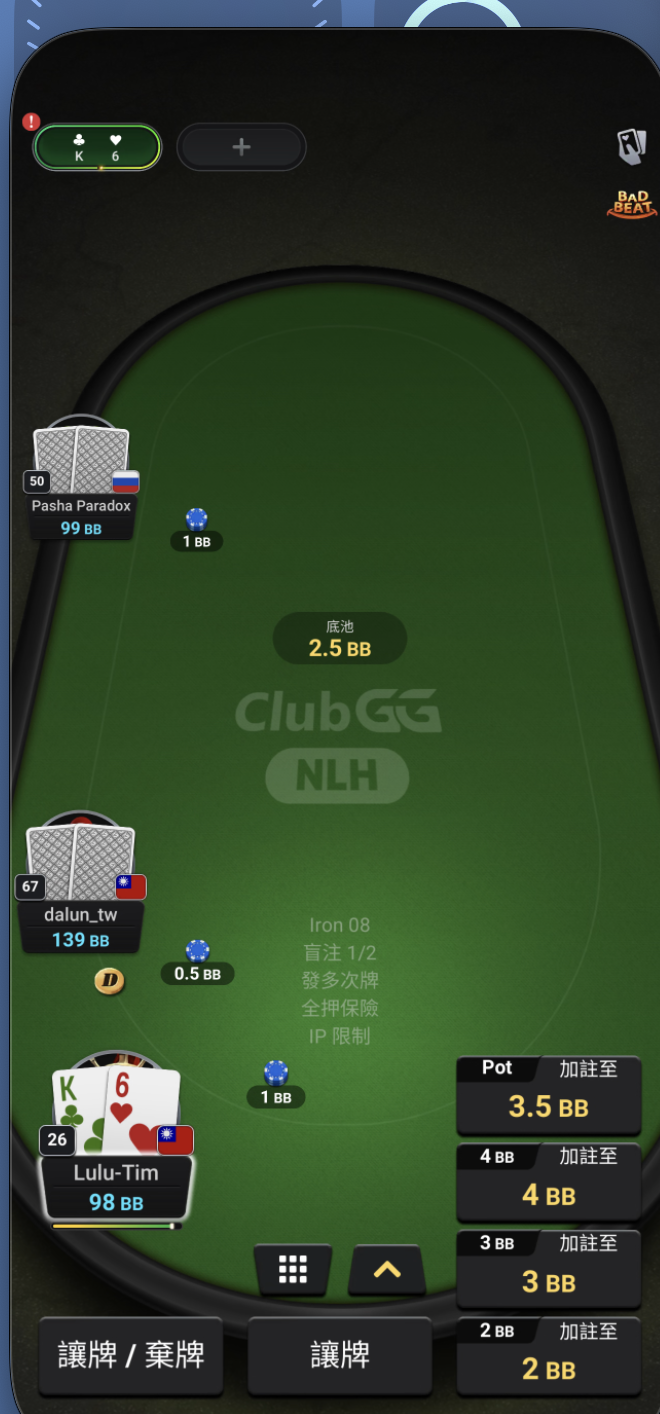 !
K 6
+
BAD
BEAT
50
Pasha Paradox
99 BB
1 BB
底池
2.5 BB
ClubGG
NLH
67
dalun_tw
139 BB
D
0.5 BB
Iron 08
盲注 1/2
發多次牌
全押保險
IP 限制
1 BB
K 6
26
Lulu-Tim
98 BB
Pot 加註至
3.5 BB
4 BB 加註至
4 BB
3 BB 加註至
3 BB
2 BB 加註至
2 BB
讓牌 / 棄牌
讓牌